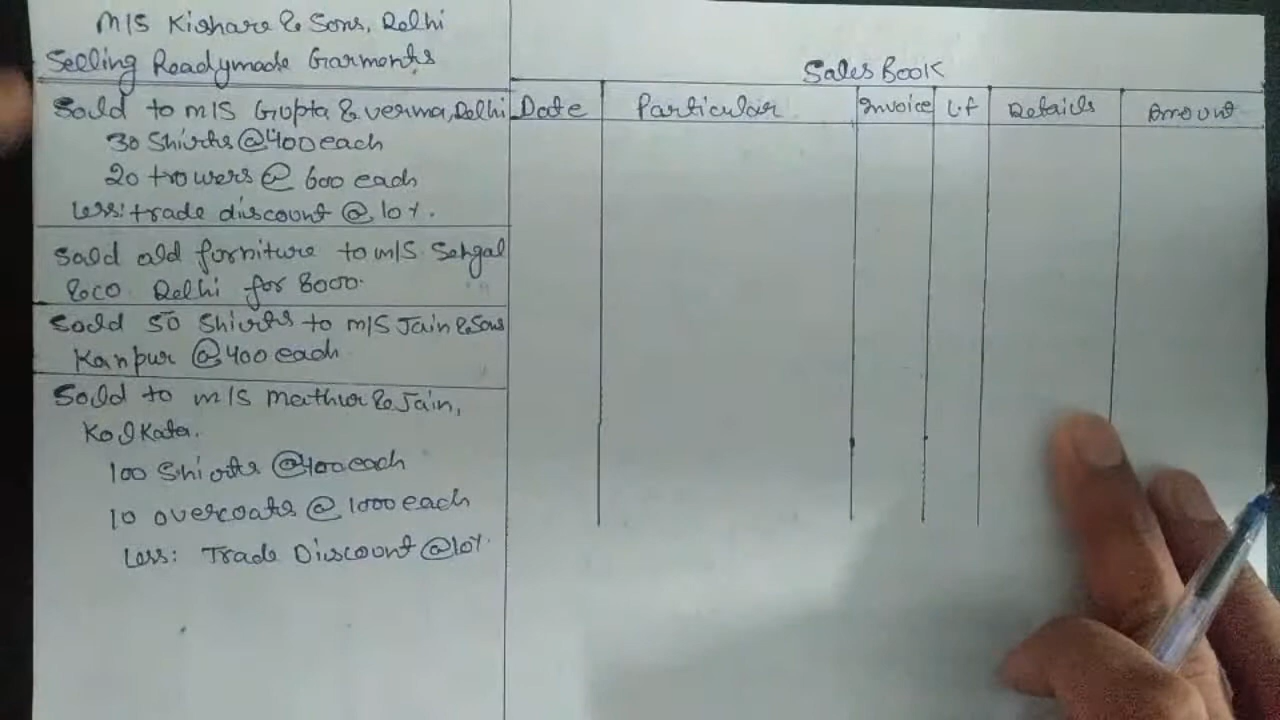 M/S Kishore & Sons, Delhi
Selling Readymade Garments
Sold to M/S Gupta & verma, Delhi
30 Shirts @ 400 each
20 trowers @ 600 each
Less: trade discount @ 10%.
Sold old forniture to M/S Sehgal
& co Delhi for 8000.
Sold 50 Shirts to M/S Jain & Sons
Kanpur @ 400 each
Sold to M/S Mathur & Jain,
Kolkata.
100 Shirts @ 400 each
10 overcoats @ 1000 each
Less: Trade Discount @ 10%.
Sales Book
Date Particular Invoice L.f Details Amount